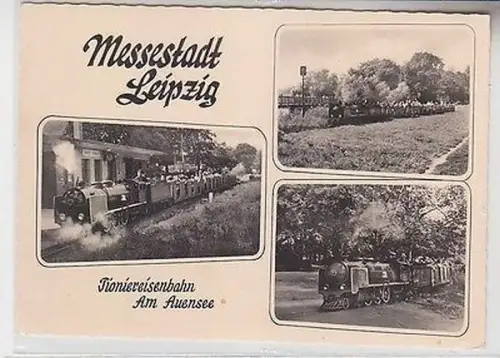 Messestadt
Leipzig
Pioniereisenbahn
Am Auensee